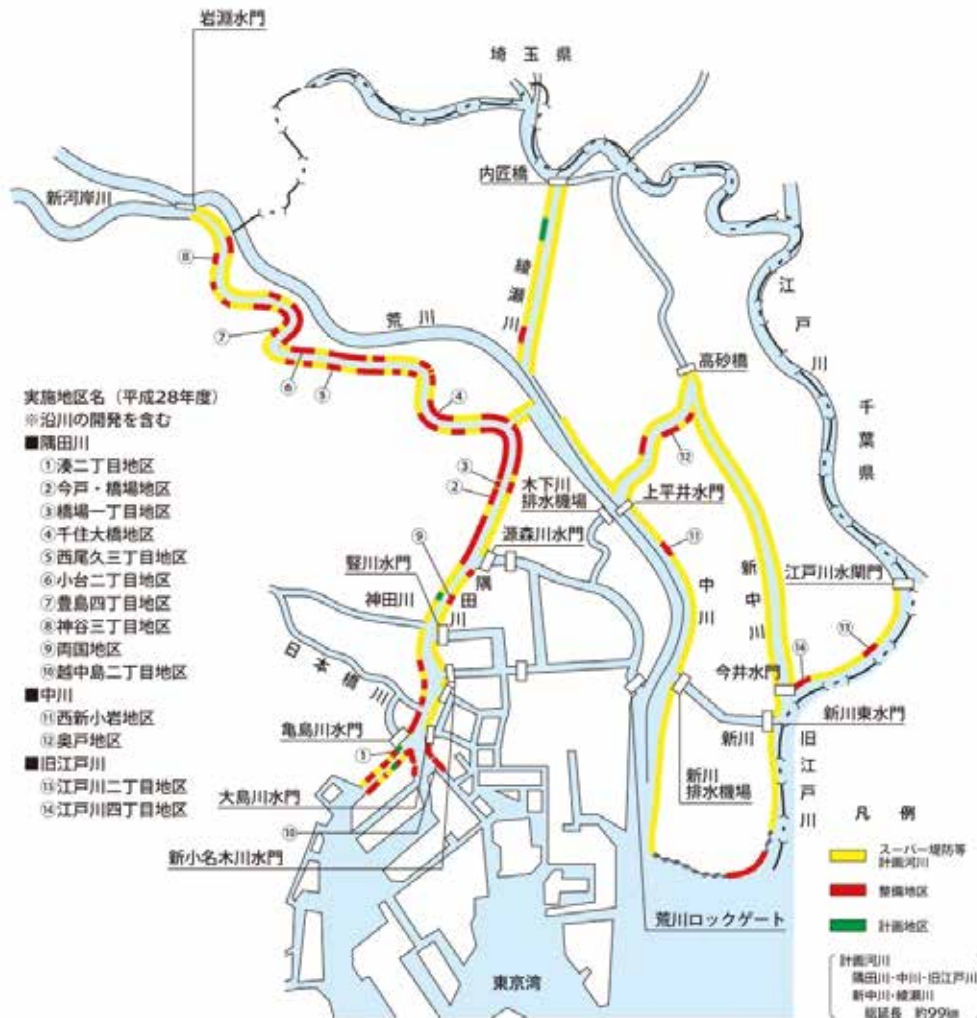 岩淵水門
埼玉県
新河岸川
内匠橋
⑧
綾瀬川
江戸川
荒川
⑦
高砂橋
千葉県
⑥
⑤
④
実施地区名（平成28年度）
※沿川の開発を含む
■隅田川
①湊二丁目地区
②今戸・橋場地区
③橋場一丁目地区
④千住大橋地区
⑤西尾久三丁目地区
⑥小台二丁目地区
⑦豊島四丁目地区
⑧神谷三丁目地区
⑨両国地区
⑩越中島二丁目地区
■中川
⑪西新小岩地区
⑫奥戸地区
■旧江戸川
⑬江戸川二丁目地区
⑭江戸川四丁目地区
⑫
③
②
木下川
排水機場
上平井水門
⑨
源森川水門
⑪
竪川水門
神田川
隅田川
中川
新中川
江戸川水閘門
日本橋川
⑪
⑭
今井水門
亀島川水門
新川
新川東水門
旧江戸川
①
大島川水門
新川
排水機場
⑩
新小名木川水門
荒川ロックゲート
東京湾
凡例
スーパー堤防等
計画河川
整備地区
計画地区
計画河川
隅田川・中川・旧江戸川
新中川・綾瀬川
総延長 約99km